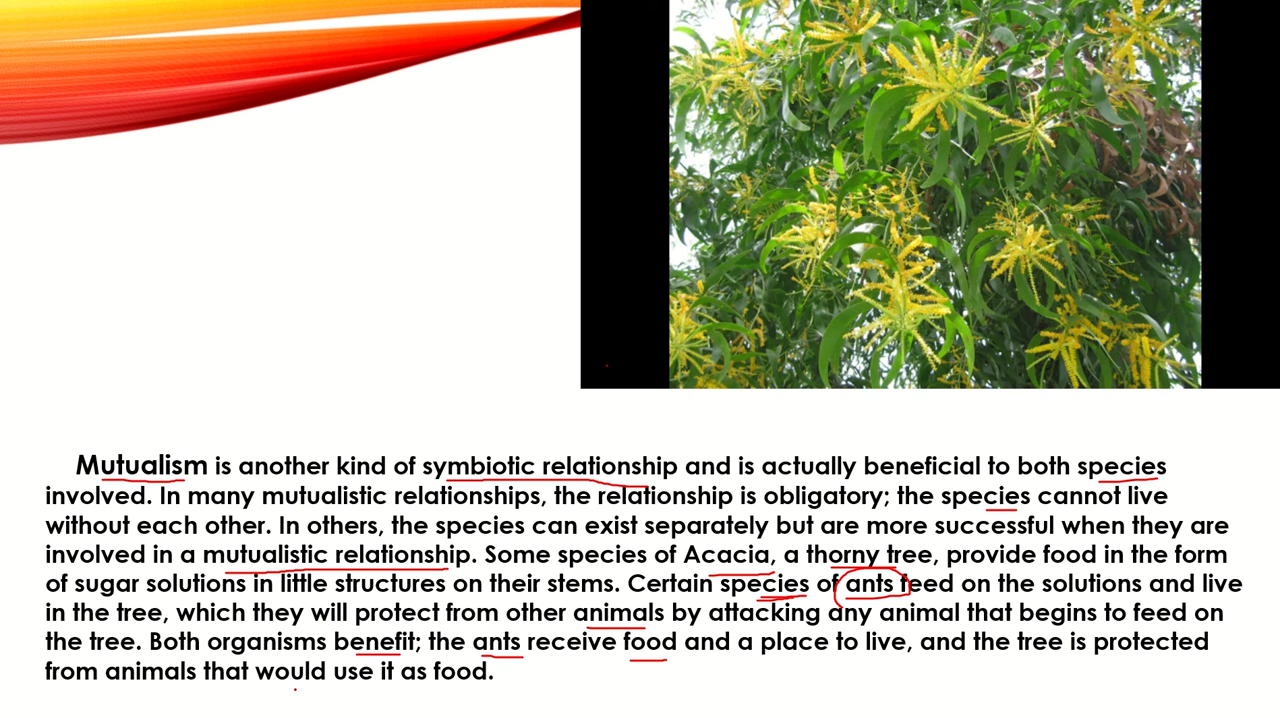 Mutualism is another kind of symbiotic relationship and is actually beneficial to both species
involved. In many mutualistic relationships, the relationship is obligatory; the species cannot live
without each other. In others, the species can exist separately but are more successful when they are
involved in a mutualistic relationship. Some species of Acacia, a thorny tree, provide food in the form
of sugar solutions in little structures on their stems. Certain species of ants feed on the solutions and live
in the tree, which they will protect from other animals by attacking any animal that begins to feed on
the tree. Both organisms benefit; the ants receive food and a place to live, and the tree is protected
from animals that would use it as food.